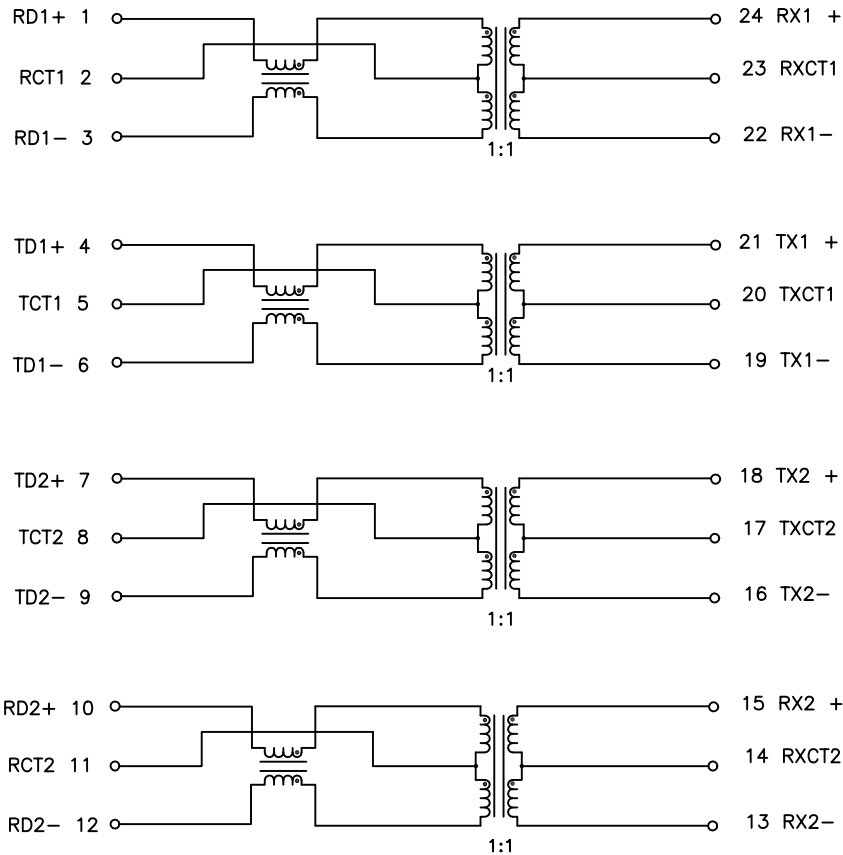 RD1+ 1
24 RX1 +
RCT1 2
23 RXCT1
RD1− 3
22 RX1−
1:1
TD1+ 4
21 TX1 +
TCT1 5
20 TXCT1
TD1− 6
19 TX1−
1:1
TD2+ 7
18 TX2 +
TCT2 8
17 TXCT2
TD2− 9
16 TX2−
1:1
RD2+ 10
15 RX2 +
RCT2 11
14 RXCT2
RD2− 12
13 RX2−
1:1